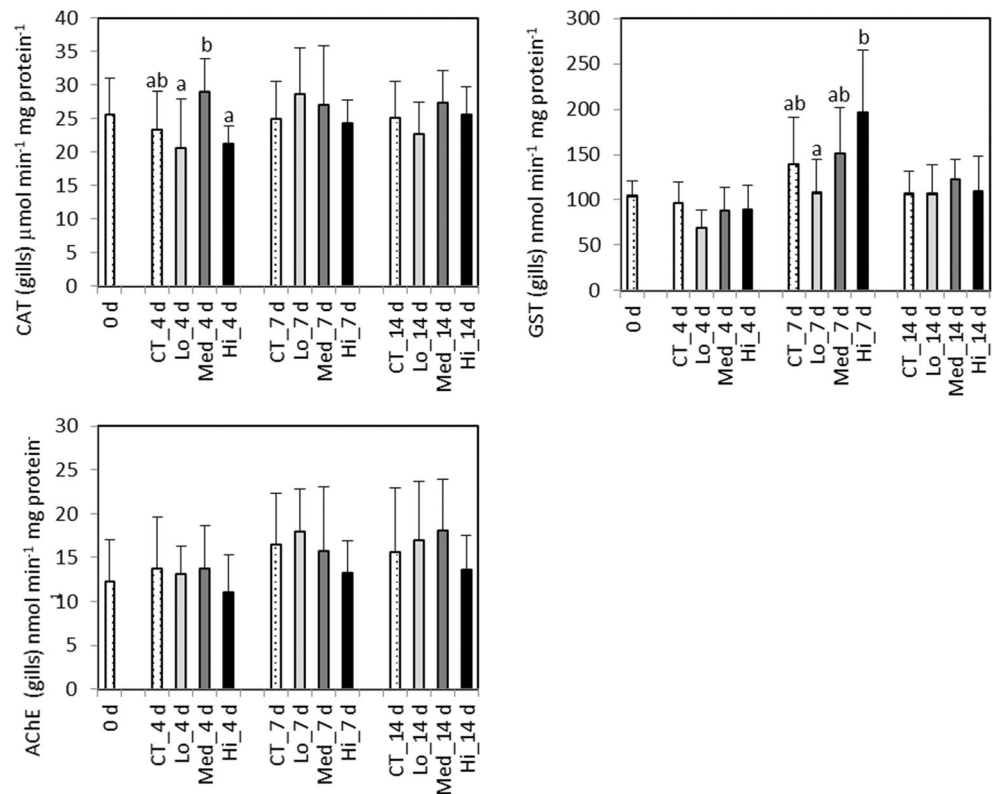 CAT (gills) μmol min⁻¹ mg protein⁻¹
40
35
30
25
20
15
10
5
0
ab
a
b
a
0 d
CT_4 d
Lo_4 d
Med_4 d
Hi_4 d
CT_7 d
Lo_7 d
Med_7 d
Hi_7 d
CT_14 d
Lo_14 d
Med_14 d
Hi_14 d
GST (gills) nmol min⁻¹ mg protein⁻¹
300
250
200
150
100
50
0
ab
a
ab
b
0 d
CT_4 d
Lo_4 d
Med_4 d
Hi_4 d
CT_7 d
Lo_7 d
Med_7 d
Hi_7 d
CT_14 d
Lo_14 d
Med_14 d
Hi_14 d
AChE (gills) nmol min⁻¹ mg protein⁻
1
30
25
20
15
10
5
0
0 d
CT_4 d
Lo_4 d
Med_4 d
Hi_4 d
CT_7 d
Lo_7 d
Med_7 d
Hi_7 d
CT_14 d
Lo_14 d
Med_14 d
Hi_14 d